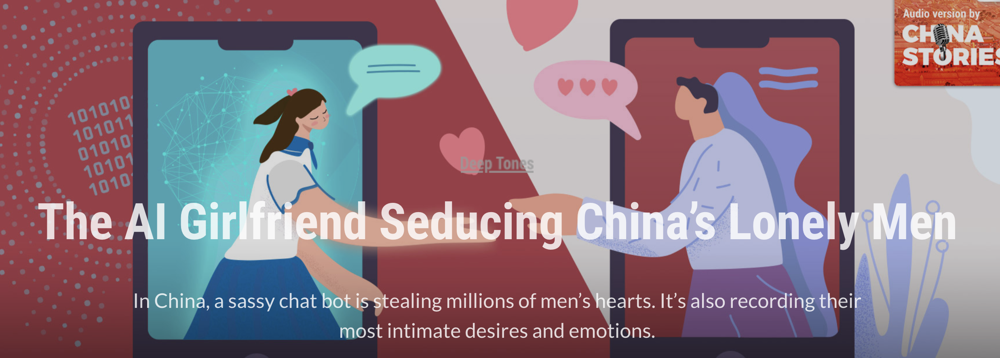 Audio version by
CHINA
STORIES
101010
101011
01010
10101
1010
Deep Tones
The AI Girlfriend Seducing China’s Lonely Men
In China, a sassy chat bot is stealing millions of men’s hearts. It’s also recording their
most intimate desires and emotions.